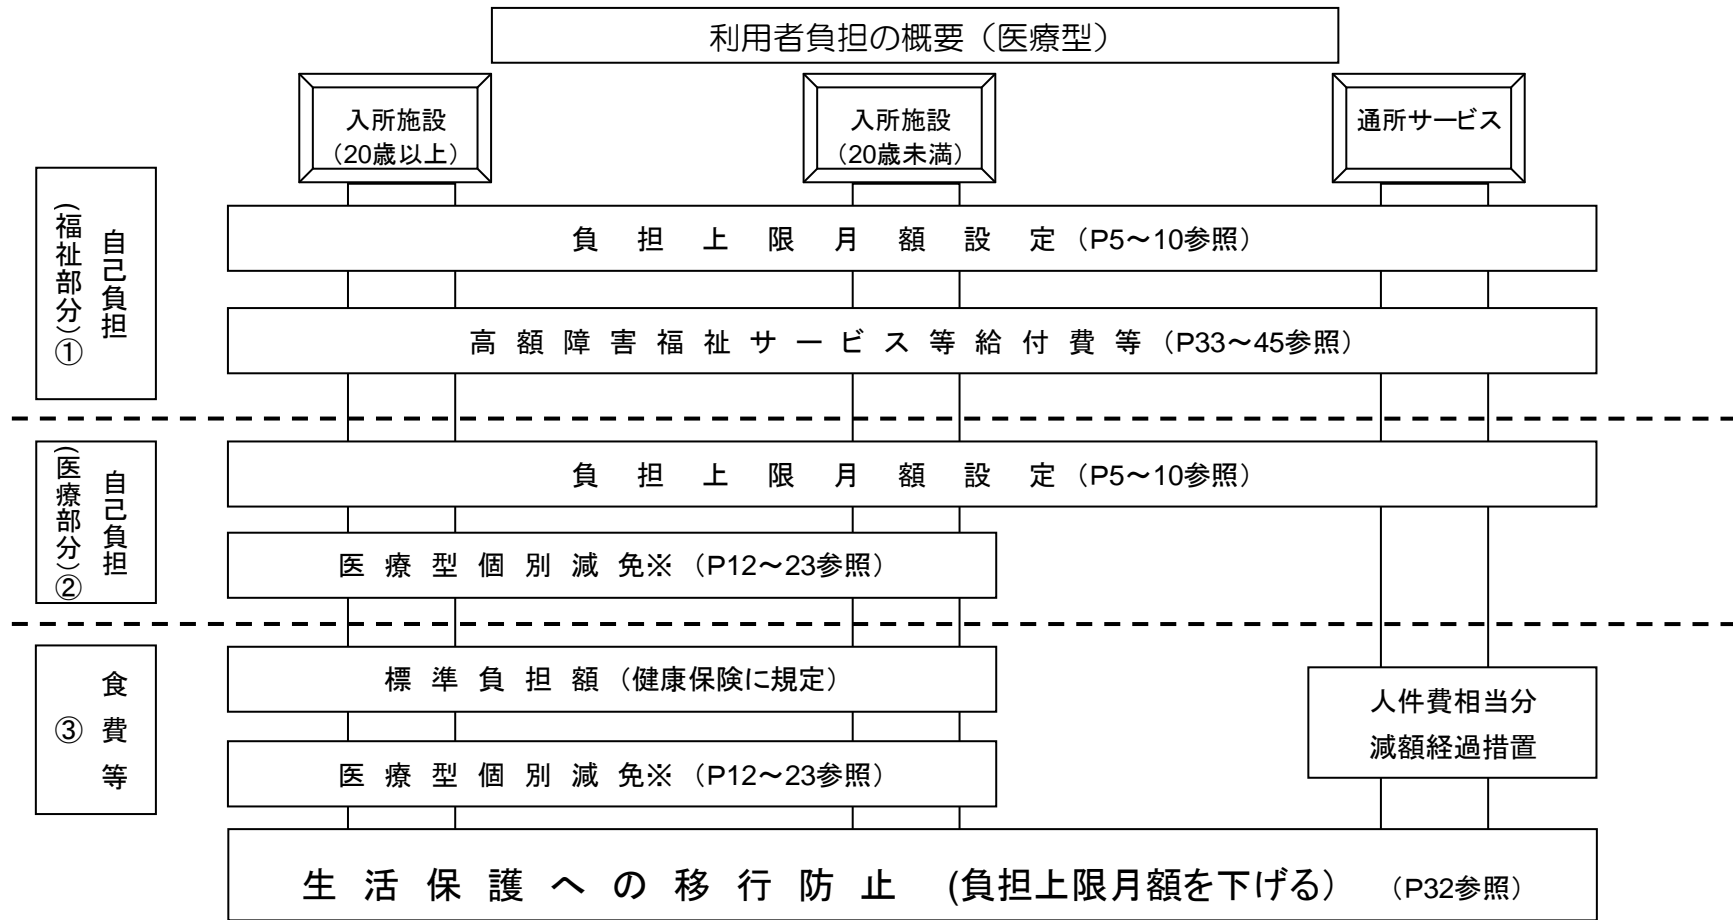 利用者負担の概要（医療型）
入所施設
（20歳以上）
入所施設
（20歳未満）
通所サービス
自己負担
（福祉部分）①
負担上限月額設定（P5～10参照）
高額障害福祉サービス等給付費等（P33～45参照）
自己負担
（医療部分）②
負担上限月額設定（P5～10参照）
医療型個別減免※（P12～23参照）
食費等
③
標準負担額（健康保険に規定）
人件費相当分
減額経過措置
医療型個別減免※（P12～23参照）
生活保護への移行防止 (負担上限月額を下げる）（P32参照）